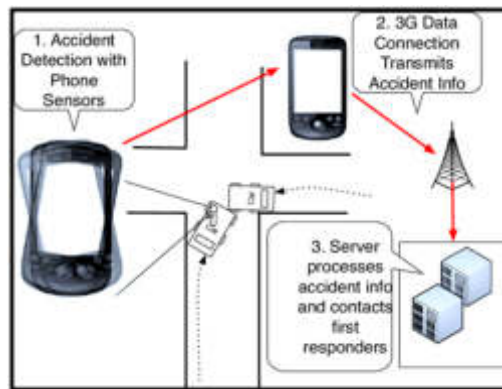 1. Accident
Detection with
Phone
Sensors
2. 3G Data
Connection
Transmits
Accident Info
3. Server
processes
accident info
and contacts
first
responders